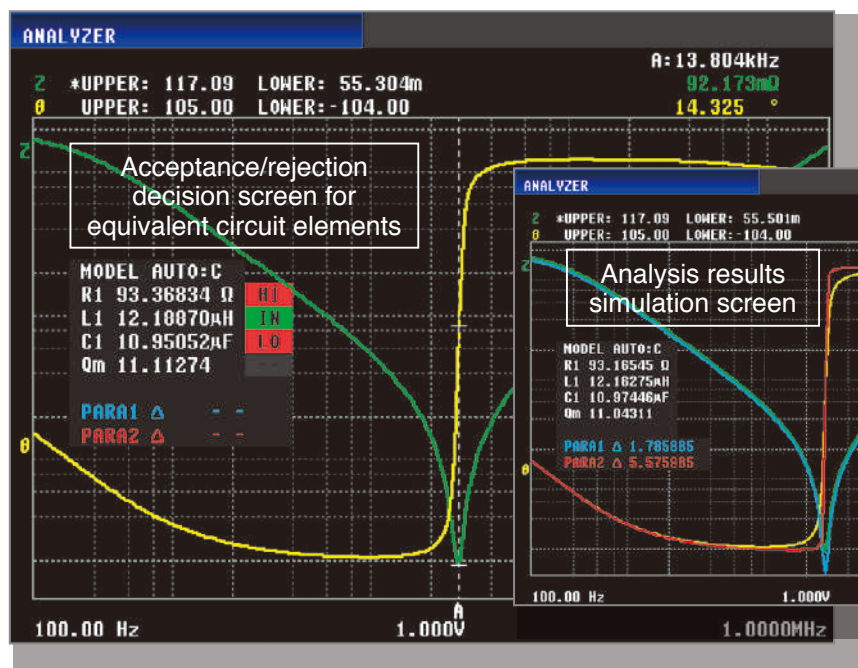 ANALYZER
A:13.804kHz
Z *UPPER: 117.09 LOWER: 55.304m 92.173mΩ
θ UPPER: 105.00 LOWER:-104.00 14.325 °
Z
Acceptance/rejection
decision screen for
equivalent circuit elements
MODEL AUTO:C
R1 93.36834 Ω HI
L1 12.10870μH IN
C1 10.95052μF LO
Qm 11.11274 --
PARA1 Δ - -
PARA2 Δ - -
θ
A
100.00 Hz 1.000V 1.0000MHz
ANALYZER
Z *UPPER: 117.09 LOWER: 55.501m
θ UPPER: 105.00 LOWER:-104.00
Z
Analysis results
simulation screen
MODEL AUTO:C
R1 93.16545 Ω
L1 12.16275μH
C1 10.97446μF
Qm 11.04311
PARA1 Δ 1.785885
PARA2 Δ 5.575885
θ
100.00 Hz 1.000V